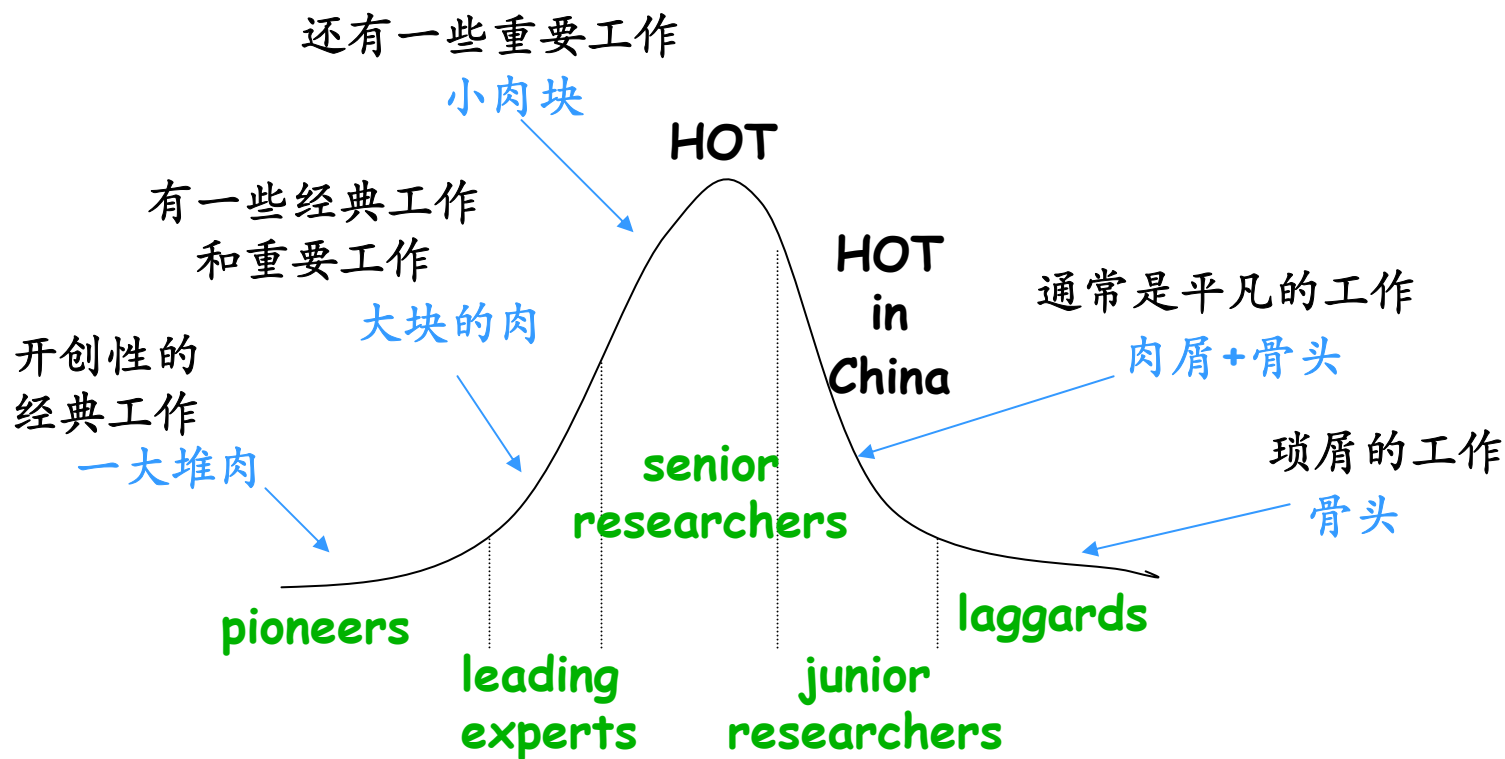 还有一些重要工作
小肉块
HOT
有一些经典工作
和重要工作
大块的肉
HOT
in
China
通常是平凡的工作
肉屑+骨头
开创性的
经典工作
一大堆肉
琐屑的工作
骨头
senior
researchers
pioneers
laggards
leading
experts
junior
researchers